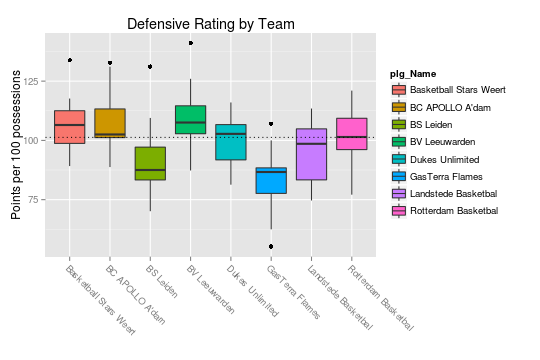 Defensive Rating by Team
Points per 100 possessions
125
100
75
Basketball Stars Weert
BC APOLLO A'dam
BS Leiden
BV Leeuwarden
Dukes Unlimited
GasTerra Flames
Landstede Basketbal
Rotterdam Basketbal
plg_Name
Basketball Stars Weert
BC APOLLO A'dam
BS Leiden
BV Leeuwarden
Dukes Unlimited
GasTerra Flames
Landstede Basketbal
Rotterdam Basketbal